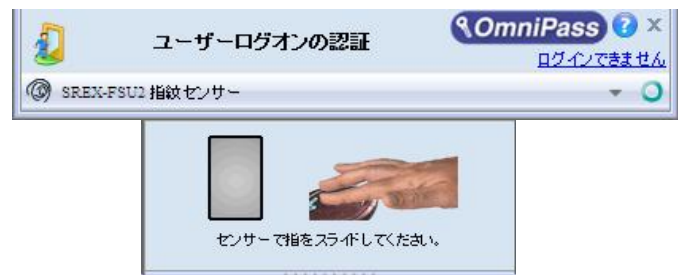 ユーザーログオンの認証
OmniPass ? ×
ログインできません
SREX-FSU2 指紋センサー
センサーで指をスライドしてください。